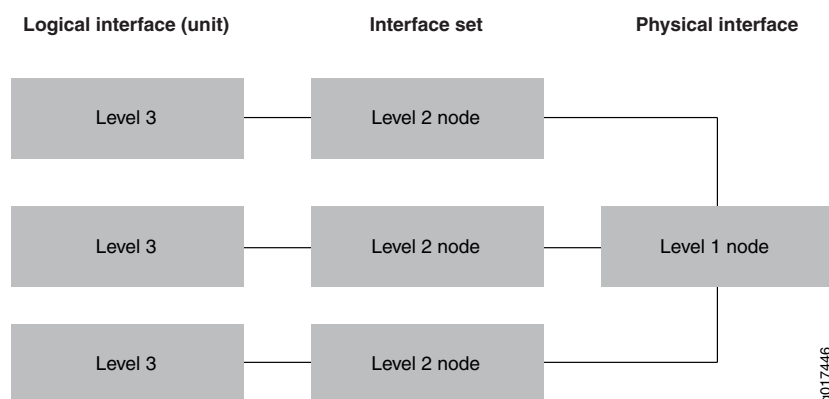 Logical interface (unit) Interface set Physical interface
Level 3 Level 2 node
Level 3 Level 2 node Level 1 node
Level 3 Level 2 node
g017446